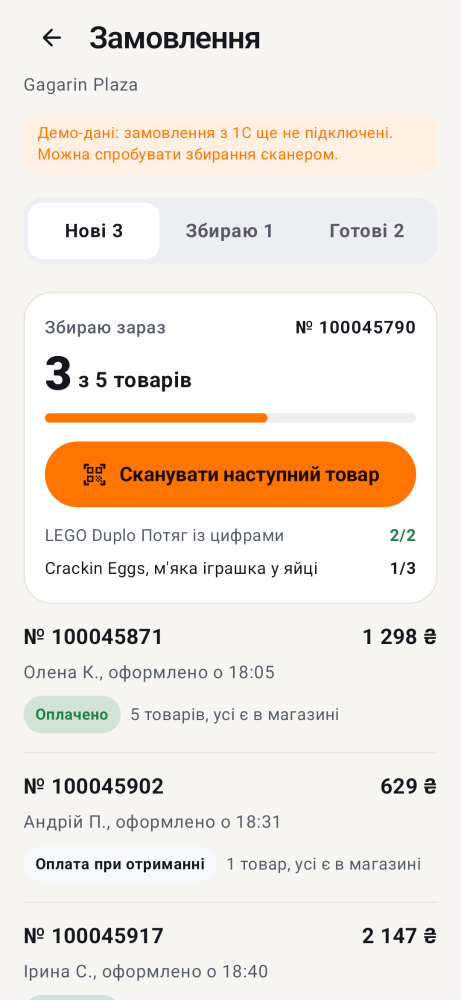 Замовлення
Gagarin Plaza
Демо-дані: замовлення з 1С ще не підключені.
Можна спробувати збирання сканером.
Нові 3
Збираю 1
Готові 2
Збираю зараз
№ 100045790
3 з 5 товарів
Сканувати наступний товар
LEGO Duplo Потяг із цифрами 2/2
Crackin Eggs, м'яка іграшка у яйці 1/3
№ 100045871 1 298 ₴
Олена К., оформлено о 18:05
Оплачено 5 товарів, усі є в магазині
№ 100045902 629 ₴
Андрій П., оформлено о 18:31
Оплата при отриманні 1 товар, усі є в магазині
№ 100045917 2 147 ₴
Ірина С., оформлено о 18:40